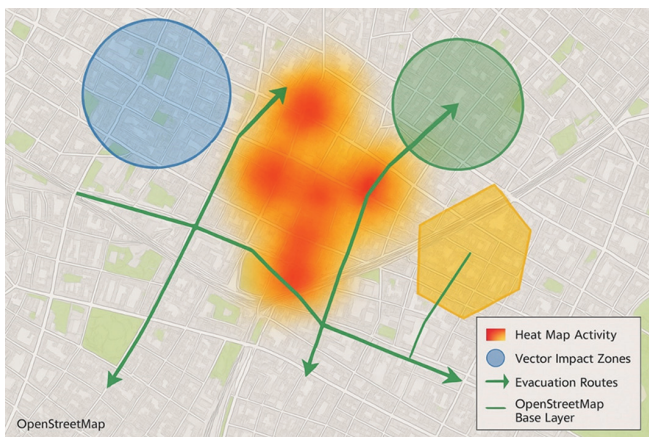 Heat Map Activity
Vector Impact Zones
Evacuation Routes
OpenStreetMap
Base Layer
OpenStreetMap